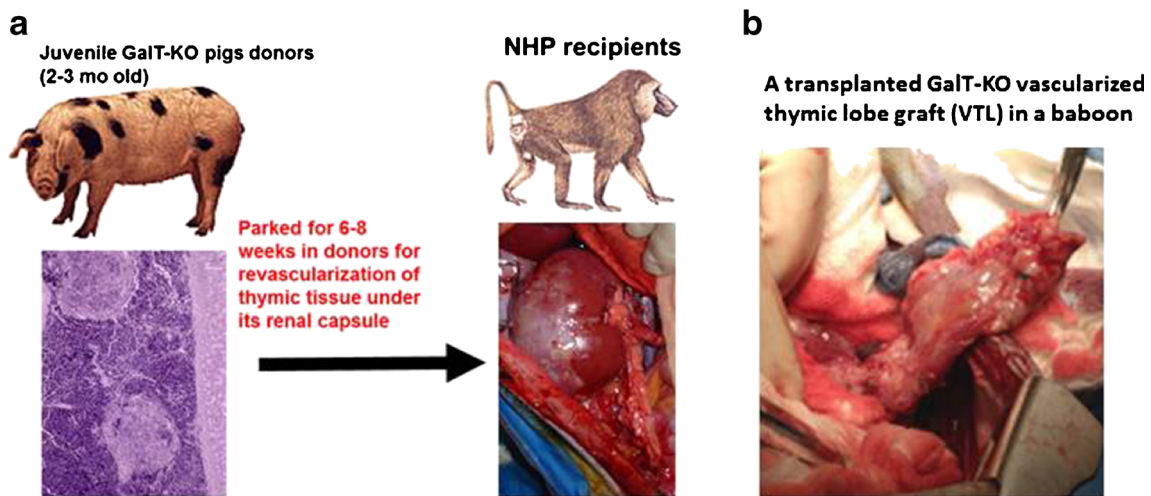 a
Juvenile GalT-KO pigs donors
(2-3 mo old)
NHP recipients
Parked for 6-8
weeks in donors for
revascularization of
thymic tissue under
its renal capsule
b
A transplanted GalT-KO vascularized
thymic lobe graft (VTL) in a baboon